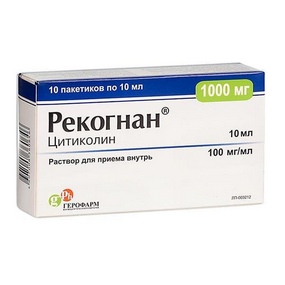 10 пакетиков по 10 мл
1000 мг
Рекогнан®
Цитиколин
10 мл
Раствор для приема внутрь
100 мг/мл
ГЕРОФАРМ